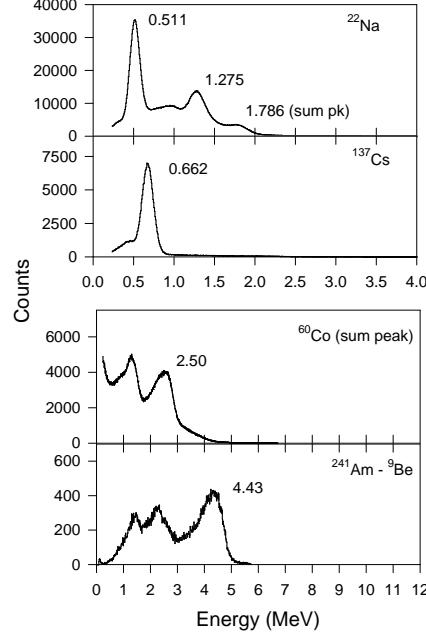 40000
30000
20000
10000
0
0.511
1.275
1.786 (sum pk)
²²Na
7500
5000
2500
0
0.662
¹³⁷Cs
0.0 0.5 1.0 1.5 2.0 2.5 3.0 3.5 4.0
Counts
6000
4000
2000
0
2.50
⁶⁰Co (sum peak)
600
400
200
0
4.43
²⁴¹Am - ⁹Be
0 1 2 3 4 5 6 7 8 9 10 11 12
Energy (MeV)